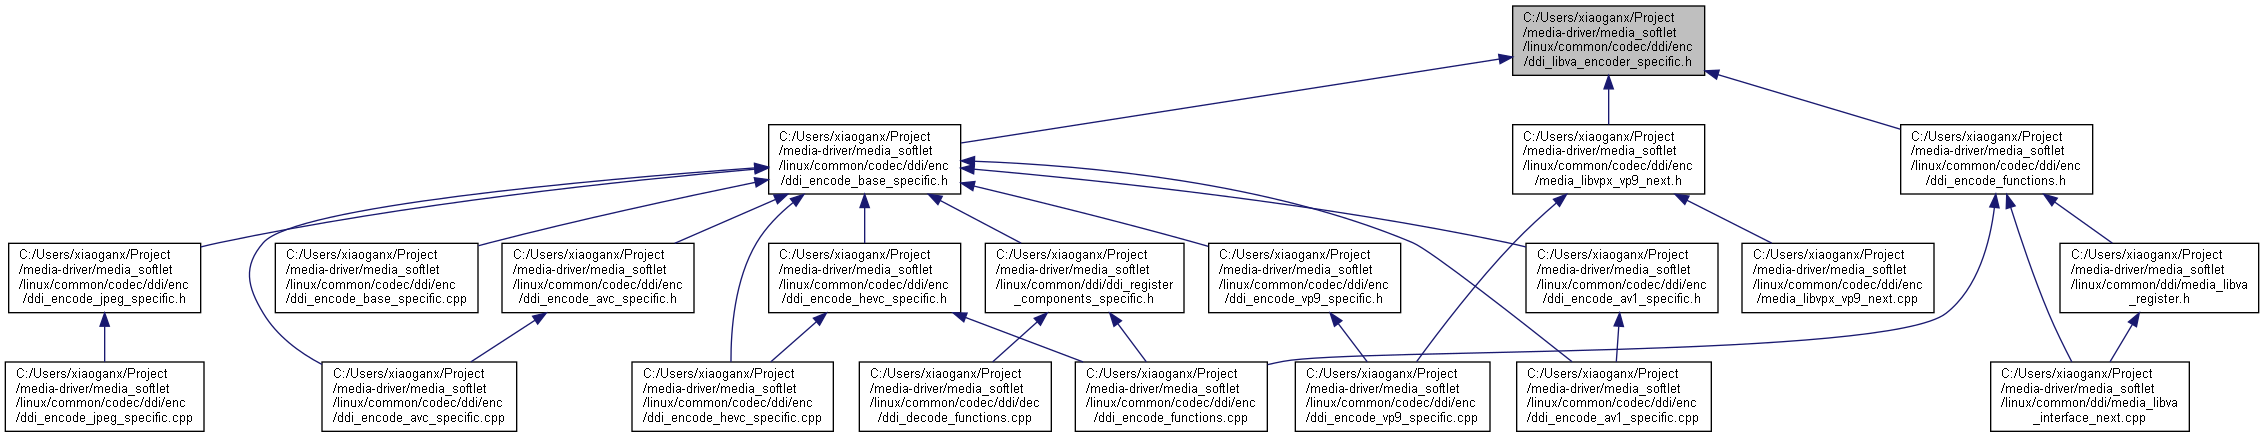 C:/Users/xiaoganx/Project
/media-driver/media_softlet
/linux/common/codec/ddi/enc
/ddi_libva_encoder_specific.h
C:/Users/xiaoganx/Project
/media-driver/media_softlet
/linux/common/codec/ddi/enc
/ddi_encode_base_specific.h
C:/Users/xiaoganx/Project
/media-driver/media_softlet
/linux/common/codec/ddi/enc
/media_libvpx_vp9_next.h
C:/Users/xiaoganx/Project
/media-driver/media_softlet
/linux/common/codec/ddi/enc
/ddi_encode_functions.h
C:/Users/xiaoganx/Project
/media-driver/media_softlet
/linux/common/codec/ddi/enc
/ddi_encode_jpeg_specific.h
C:/Users/xiaoganx/Project
/media-driver/media_softlet
/linux/common/codec/ddi/enc
/ddi_encode_base_specific.cpp
C:/Users/xiaoganx/Project
/media-driver/media_softlet
/linux/common/codec/ddi/enc
/ddi_encode_avc_specific.h
C:/Users/xiaoganx/Project
/media-driver/media_softlet
/linux/common/codec/ddi/enc
/ddi_encode_hevc_specific.h
C:/Users/xiaoganx/Project
/media-driver/media_softlet
/linux/common/ddi/ddi_register
_components_specific.h
C:/Users/xiaoganx/Project
/media-driver/media_softlet
/linux/common/codec/ddi/enc
/ddi_encode_vp9_specific.h
C:/Users/xiaoganx/Project
/media-driver/media_softlet
/linux/common/codec/ddi/enc
/ddi_encode_av1_specific.h
C:/Users/xiaoganx/Project
/media-driver/media_softlet
/linux/common/codec/ddi/enc
/media_libvpx_vp9_next.cpp
C:/Users/xiaoganx/Project
/media-driver/media_softlet
/linux/common/ddi/media_libva
_register.h
C:/Users/xiaoganx/Project
/media-driver/media_softlet
/linux/common/codec/ddi/enc
/ddi_encode_jpeg_specific.cpp
C:/Users/xiaoganx/Project
/media-driver/media_softlet
/linux/common/codec/ddi/enc
/ddi_encode_avc_specific.cpp
C:/Users/xiaoganx/Project
/media-driver/media_softlet
/linux/common/codec/ddi/enc
/ddi_encode_hevc_specific.cpp
C:/Users/xiaoganx/Project
/media-driver/media_softlet
/linux/common/codec/ddi/dec
/ddi_decode_functions.cpp
C:/Users/xiaoganx/Project
/media-driver/media_softlet
/linux/common/codec/ddi/enc
/ddi_encode_functions.cpp
C:/Users/xiaoganx/Project
/media-driver/media_softlet
/linux/common/codec/ddi/enc
/ddi_encode_vp9_specific.cpp
C:/Users/xiaoganx/Project
/media-driver/media_softlet
/linux/common/codec/ddi/enc
/ddi_encode_av1_specific.cpp
C:/Users/xiaoganx/Project
/media-driver/media_softlet
/linux/common/ddi/media_libva
_interface_next.cpp